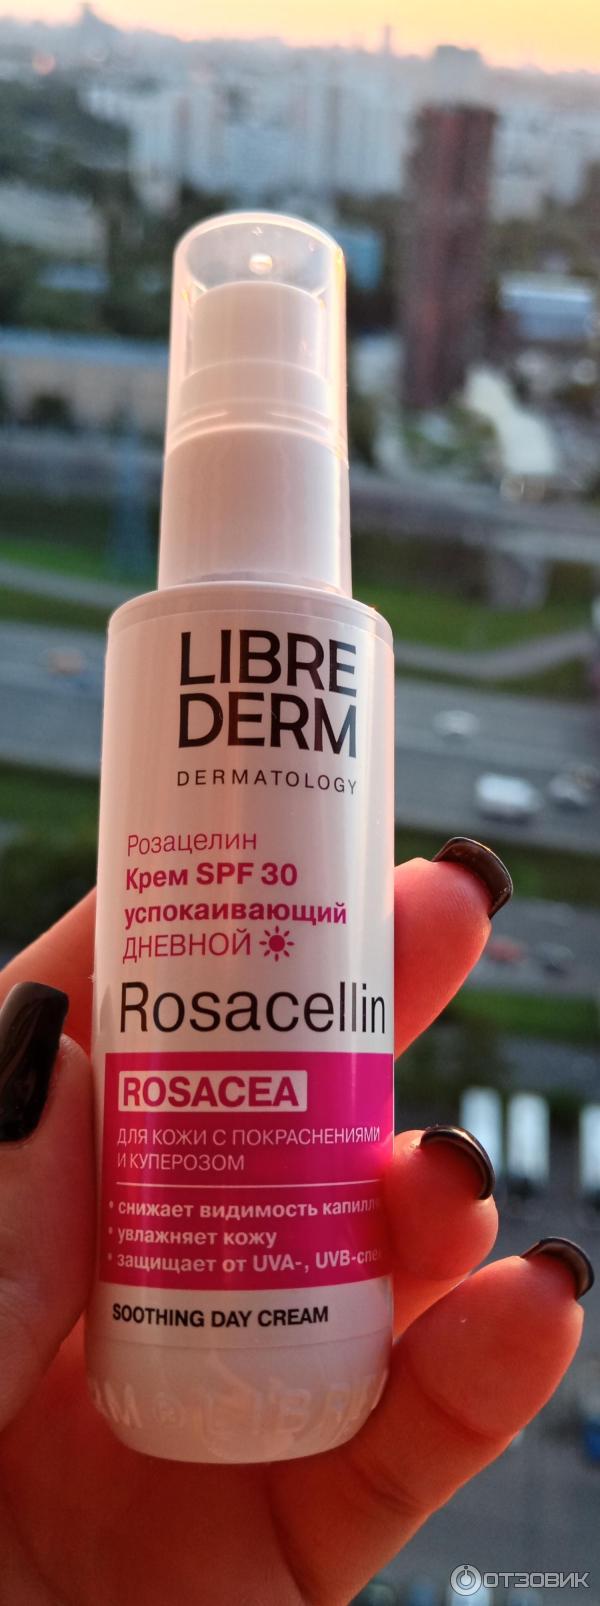 LIBRE
DERM
DERMATOLOGY
Розацелин
Крем SPF 30
успокаивающий
ДНЕВНОЙ
Rosacellin
ROSACEA
ДЛЯ КОЖИ С ПОКРАСНЕНИЯМИ
И КУПЕРОЗОМ
• снижает видимость
• увлажняет кожу
• защищает от UVA-, UVB-
SOOTHING DAY CREAM
ОТЗОВИК